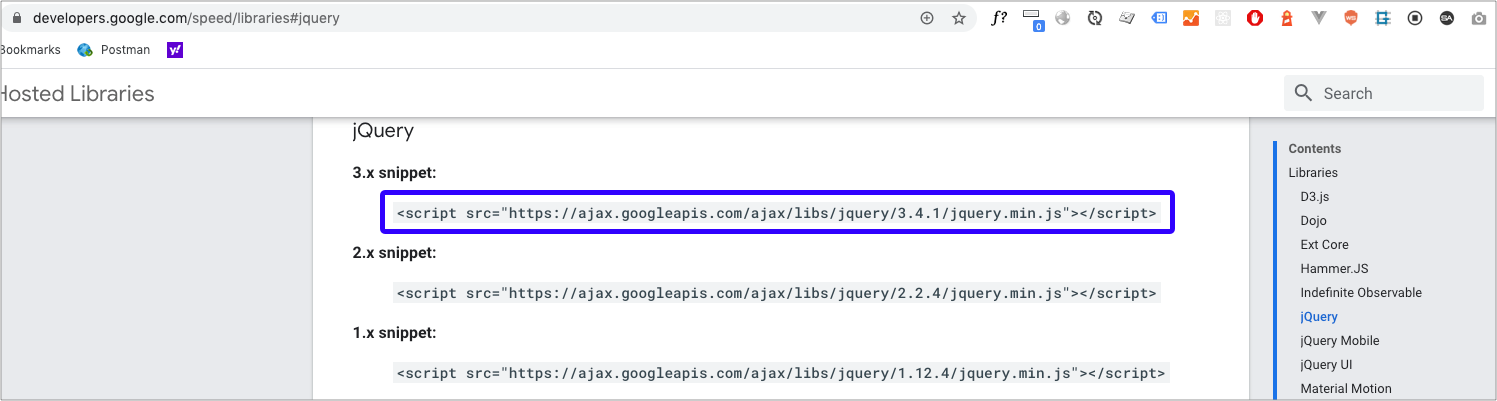 developers.google.com/speed/libraries#jquery
f?
0
Bookmarks
Postman
y!
WS
SA
Hosted Libraries
Search
jQuery
3.x snippet:
<script src="https://ajax.googleapis.com/ajax/libs/jquery/3.4.1/jquery.min.js"></script>
2.x snippet:
<script src="https://ajax.googleapis.com/ajax/libs/jquery/2.2.4/jquery.min.js"></script>
1.x snippet:
<script src="https://ajax.googleapis.com/ajax/libs/jquery/1.12.4/jquery.min.js"></script>
Contents
Libraries
D3.js
Dojo
Ext Core
Hammer.JS
Indefinite Observable
jQuery
jQuery Mobile
jQuery UI
Material Motion